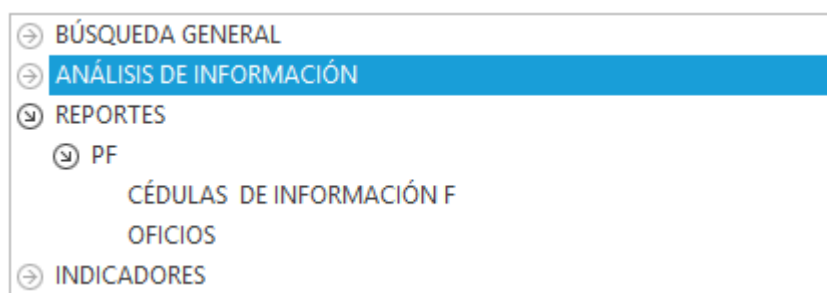 BÚSQUEDA GENERAL
ANÁLISIS DE INFORMACIÓN
REPORTES
PF
CÉDULAS  DE INFORMACIÓN F
OFICIOS
INDICADORES